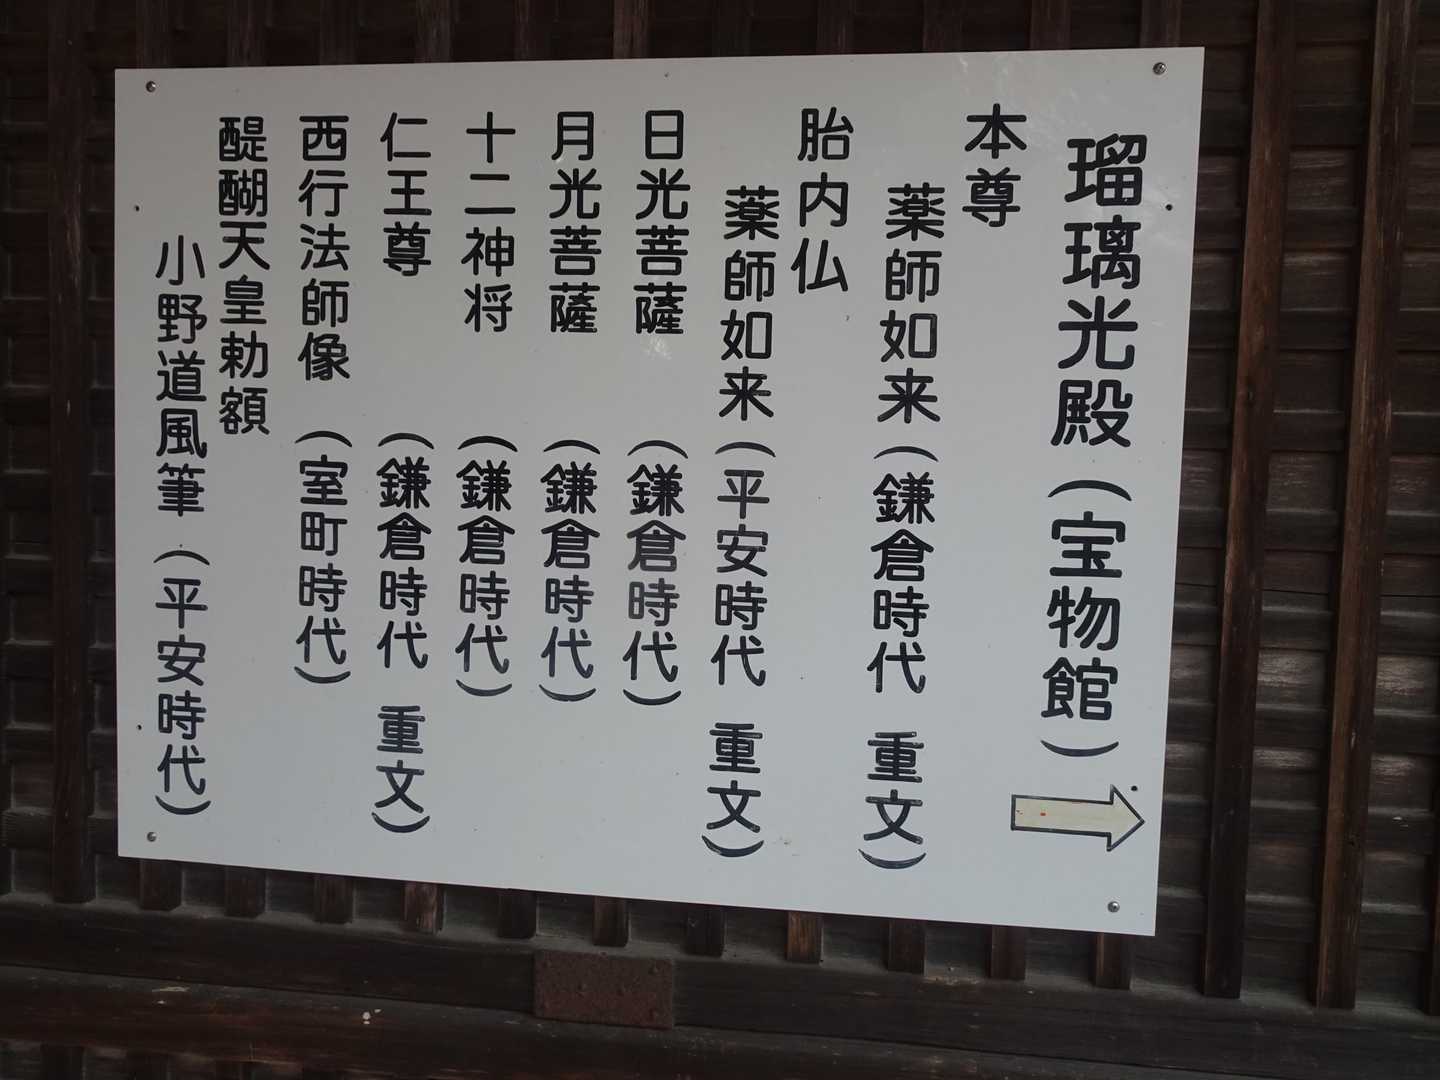 瑠璃光殿（宝物館）
本尊
薬師如来（鎌倉時代 重文）
胎内仏
薬師如来（平安時代 重文）
日光菩薩（鎌倉時代）
月光菩薩（鎌倉時代）
十二神将（鎌倉時代）
仁王尊（鎌倉時代 重文）
西行法師像（室町時代）
醍醐天皇勅額
小野道風筆（平安時代）